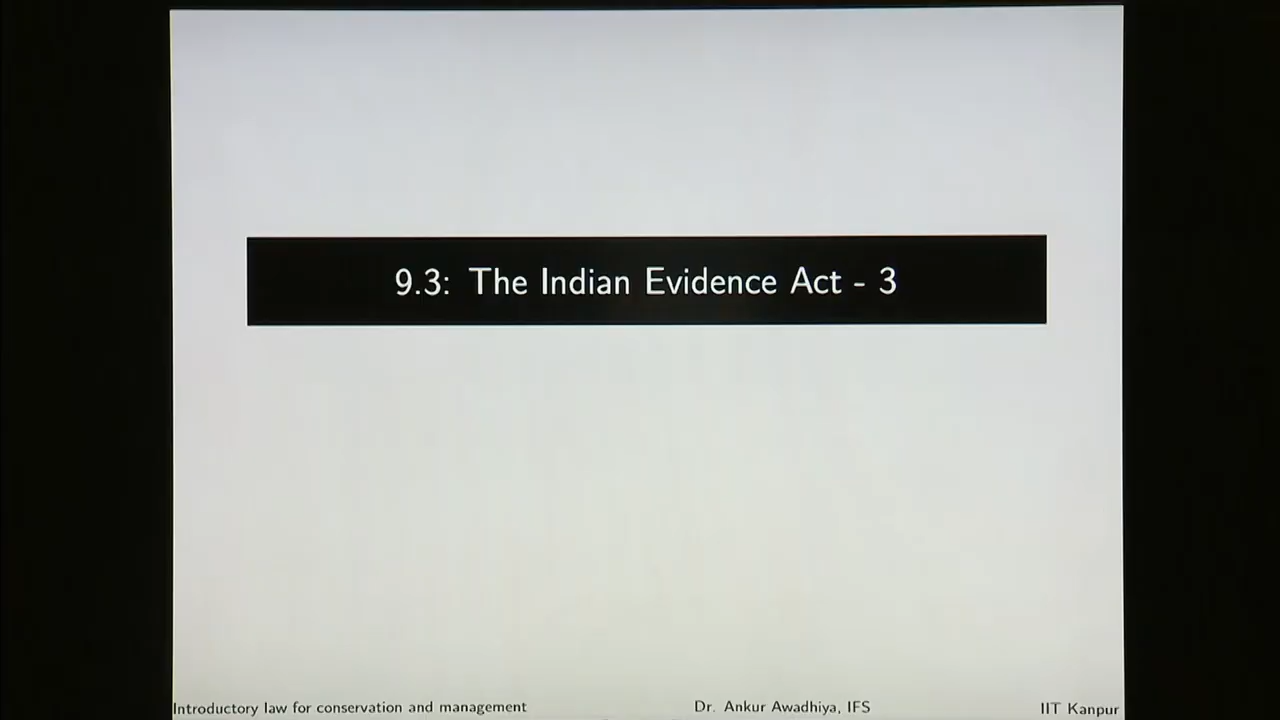 9.3: The Indian Evidence Act - 3
Introductory law for conservation and management Dr. Ankur Awadhiya, IFS IIT Kanpur